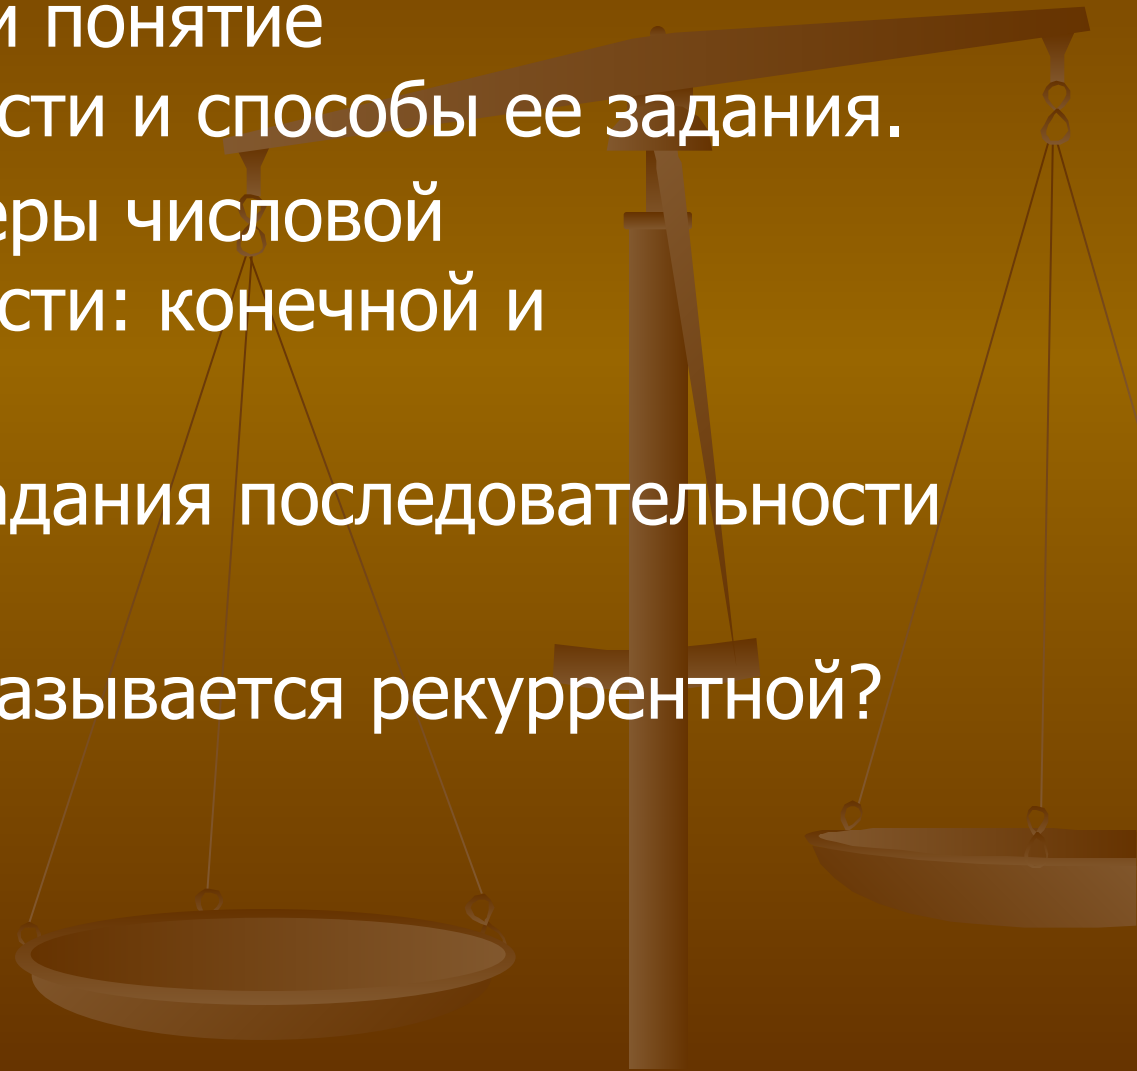 и понятие
сти и способы ее задания.
еры числовой
сти: конечной и
адания последовательности
азывается рекуррентной?